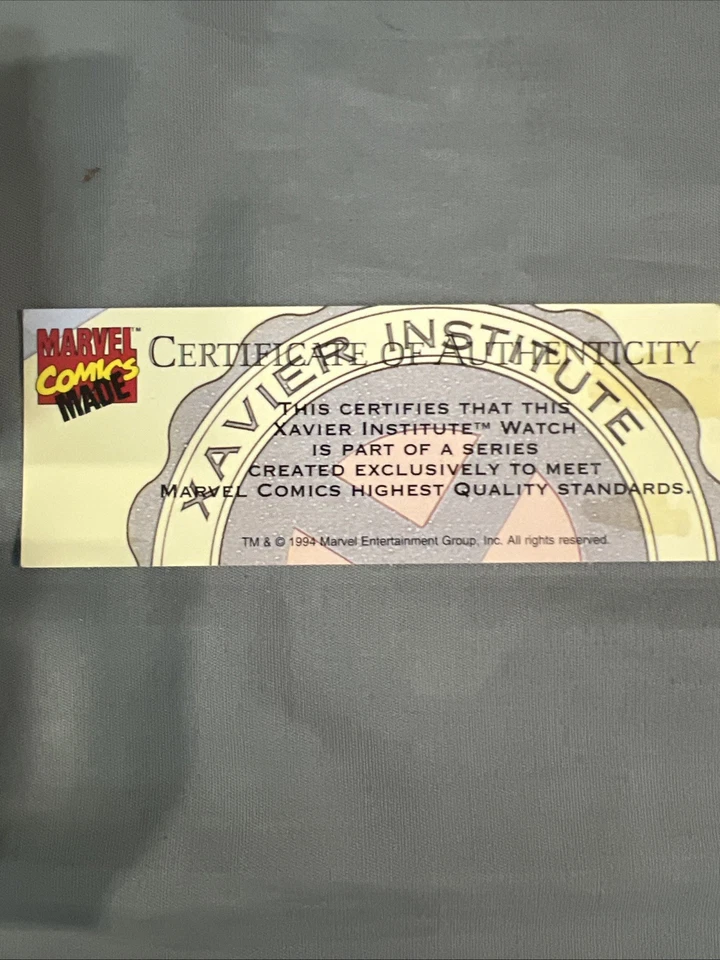 MARVEL™
COMICS
MADE
CERTIFICATE OF AUTHENTICITY
XAVIER INSTITUTE
THIS CERTIFIES THAT THIS
XAVIER INSTITUTE™ WATCH
IS PART OF A SERIES
CREATED EXCLUSIVELY TO MEET
MARVEL COMICS HIGHEST QUALITY STANDARDS.
TM & © 1994 Marvel Entertainment Group, Inc. All rights reserved.